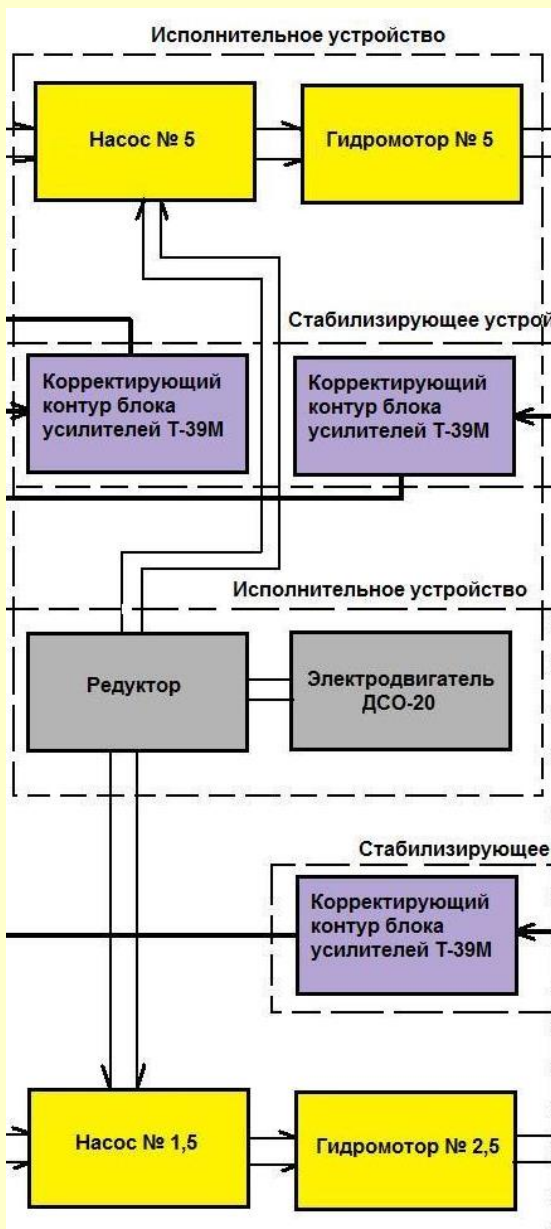 Исполнительное устройство
Насос № 5
Гидромотор № 5
Стабилизирующее устрой
Корректирующий
контур блока
усилителей Т-39М
Корректирующий
контур блока
усилителей Т-39М
Исполнительное устройство
Редуктор
Электродвигатель
ДСО-20
Стабилизирующее
Корректирующий
контур блока
усилителей Т-39М
Насос № 1,5
Гидромотор № 2,5